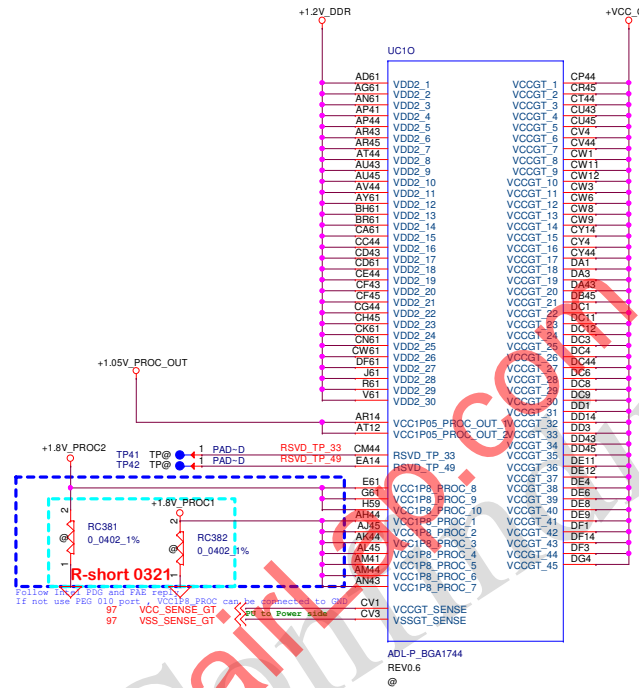 +1.2V_DDR
+VCC_
UC1O
AD61 VDD2_1 VCCGT_1 CP44
AG61 VDD2_2 VCCGT_2 CR45
AN61 VDD2_3 VCCGT_3 CT44
AP41 VDD2_4 VCCGT_4 CU43
AP44 VDD2_5 VCCGT_5 CU45
AR43 VDD2_6 VCCGT_6 CV4
AR45 VDD2_7 VCCGT_7 CV44
AT44 VDD2_8 VCCGT_8 CW1
AU43 VDD2_9 VCCGT_9 CW11
AU45 VDD2_10 VCCGT_10 CW12
AV44 VDD2_11 VCCGT_11 CW3
AY61 VDD2_12 VCCGT_12 CW6
BH61 VDD2_13 VCCGT_13 CW8
BR61 VDD2_14 VCCGT_14 CW9
CA61 VDD2_15 VCCGT_15 CY14
CC44 VDD2_16 VCCGT_16 CY4
CD43 VDD2_17 VCCGT_17 CY44
CD61 VDD2_18 VCCGT_18 DA1
CE44 VDD2_19 VCCGT_19 DA3
CF43 VDD2_20 VCCGT_20 DA43
CF45 VDD2_21 VCCGT_21 DB45
CG44 VDD2_22 VCCGT_22 DC1
CH45 VDD2_23 VCCGT_23 DC11
CK61 VDD2_24 VCCGT_24 DC12
CN61 VDD2_25 VCCGT_25 DC3
CW61 VDD2_26 VCCGT_26 DC4
DF61 VDD2_27 VCCGT_27 DC44
J61 VDD2_28 VCCGT_28 DC6
R61 VDD2_29 VCCGT_29 DC8
V61 VDD2_30 VCCGT_30 DC9
VCCGT_31 DD1
+1.05V_PROC_OUT
AR14 VCC1P05_PROC_OUT_1 VCCGT_32 DD14
AT12 VCC1P05_PROC_OUT_2 VCCGT_33 DD3
VCCGT_34 DD43
+1.8V_PROC2
TP41 TP@ 1 PAD~D RSVD_TP_33 CM44 RSVD_TP_33 VCCGT_35 DD45
TP42 TP@ 1 PAD~D RSVD_TP_49 EA14 RSVD_TP_49 VCCGT_36 DE11
VCCGT_37 DE12
E61 VCC1P8_PROC_8 VCCGT_38 DE4
G61 VCC1P8_PROC_9 VCCGT_39 DE6
H59 VCC1P8_PROC_10 VCCGT_40 DE8
+1.8V_PROC1
AH44 VCC1P8_PROC_1 VCCGT_41 DE9
AJ45 VCC1P8_PROC_2 VCCGT_42 DF1
AK44 VCC1P8_PROC_3 VCCGT_43 DF14
AL45 VCC1P8_PROC_4 VCCGT_44 DF3
AM41 VCC1P8_PROC_5 VCCGT_45 DG4
AM44 VCC1P8_PROC_6
AN43 VCC1P8_PROC_7
2 RC381 2 RC382
@ 0_0402_1% @ 0_0402_1%
1 1
R-short 0321
Follow Intel PDG and FAE reply
If not use PEG 010 port , VCC1P8_PROC can be connected to GND
97 VCC_SENSE_GT CV1 VCCGT_SENSE
97 VSS_SENSE_GT CV3 VSSGT_SENSE
to Power side
ADL-P_BGA1744
REV0.6
@